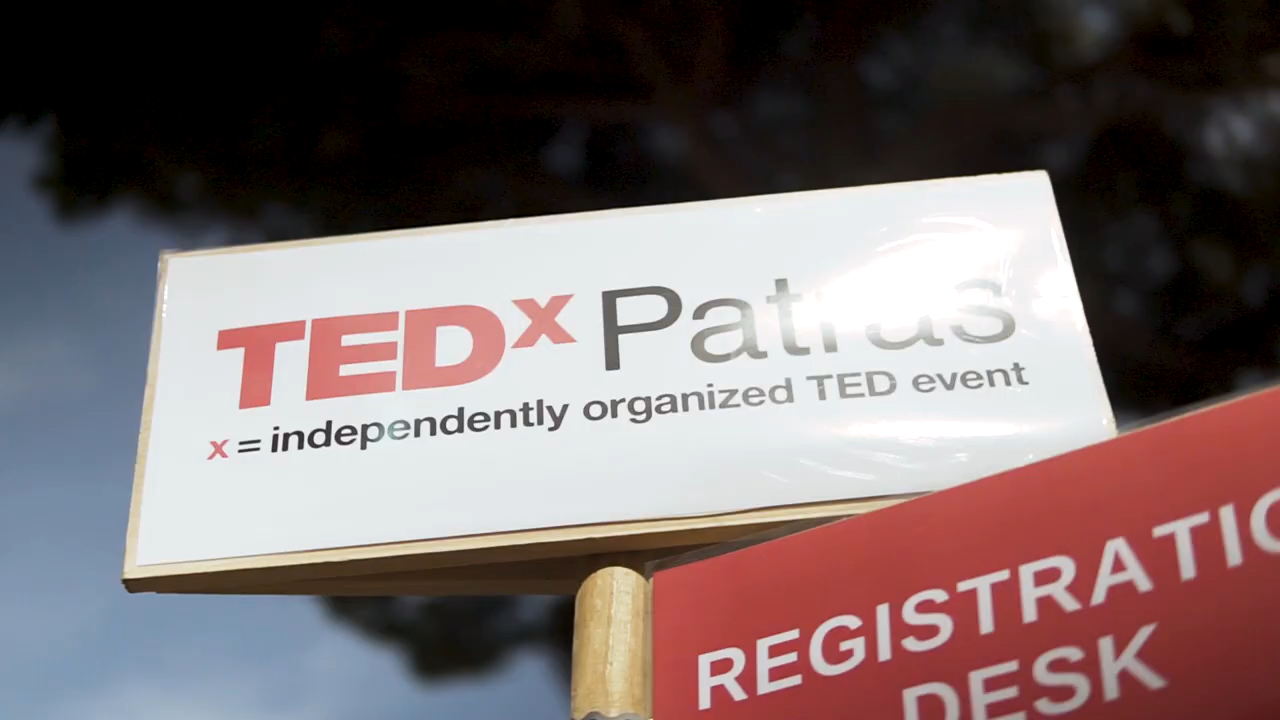 TEDx Patras
x = independently organized TED event
REGISTRATIO
DESK